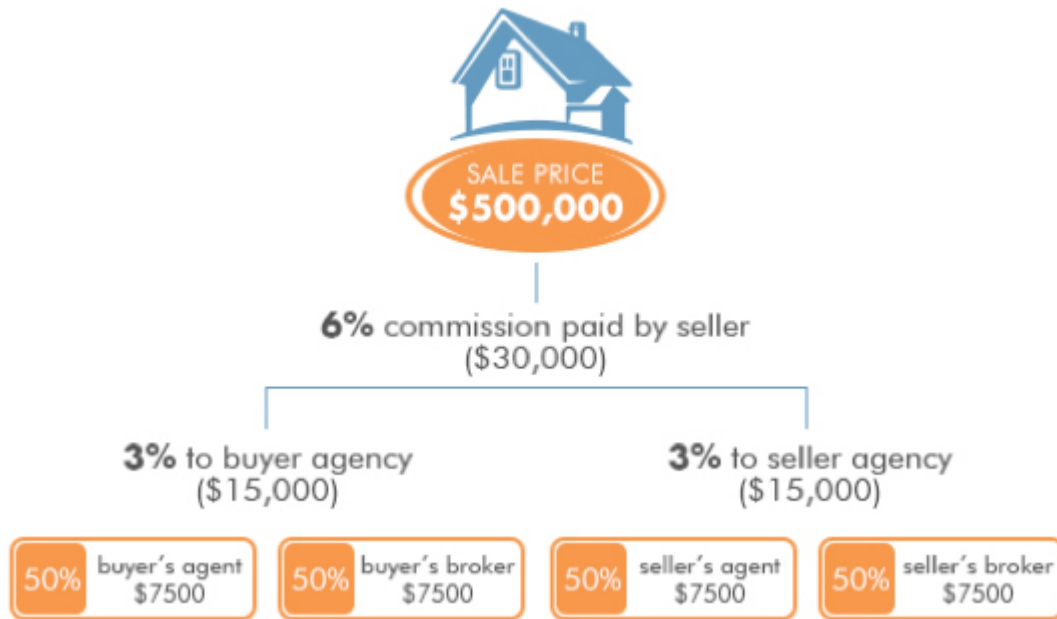 SALE PRICE
$500,000
6% commission paid by seller
($30,000)
3% to buyer agency
($15,000)
3% to seller agency
($15,000)
50%
buyer's agent
$7500
50%
buyer's broker
$7500
50%
seller's agent
$7500
50%
seller's broker
$7500